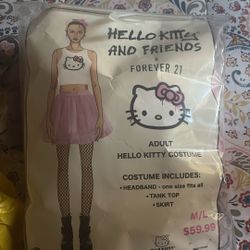 HELLO KITTY
AND FRIENDS
x
FOREVER 21
ADULT
HELLO KITTY COSTUME
COSTUME INCLUDES:
•HEADBAND - one size fits all
•TANK TOP
•SKIRT
M/L
$59.99